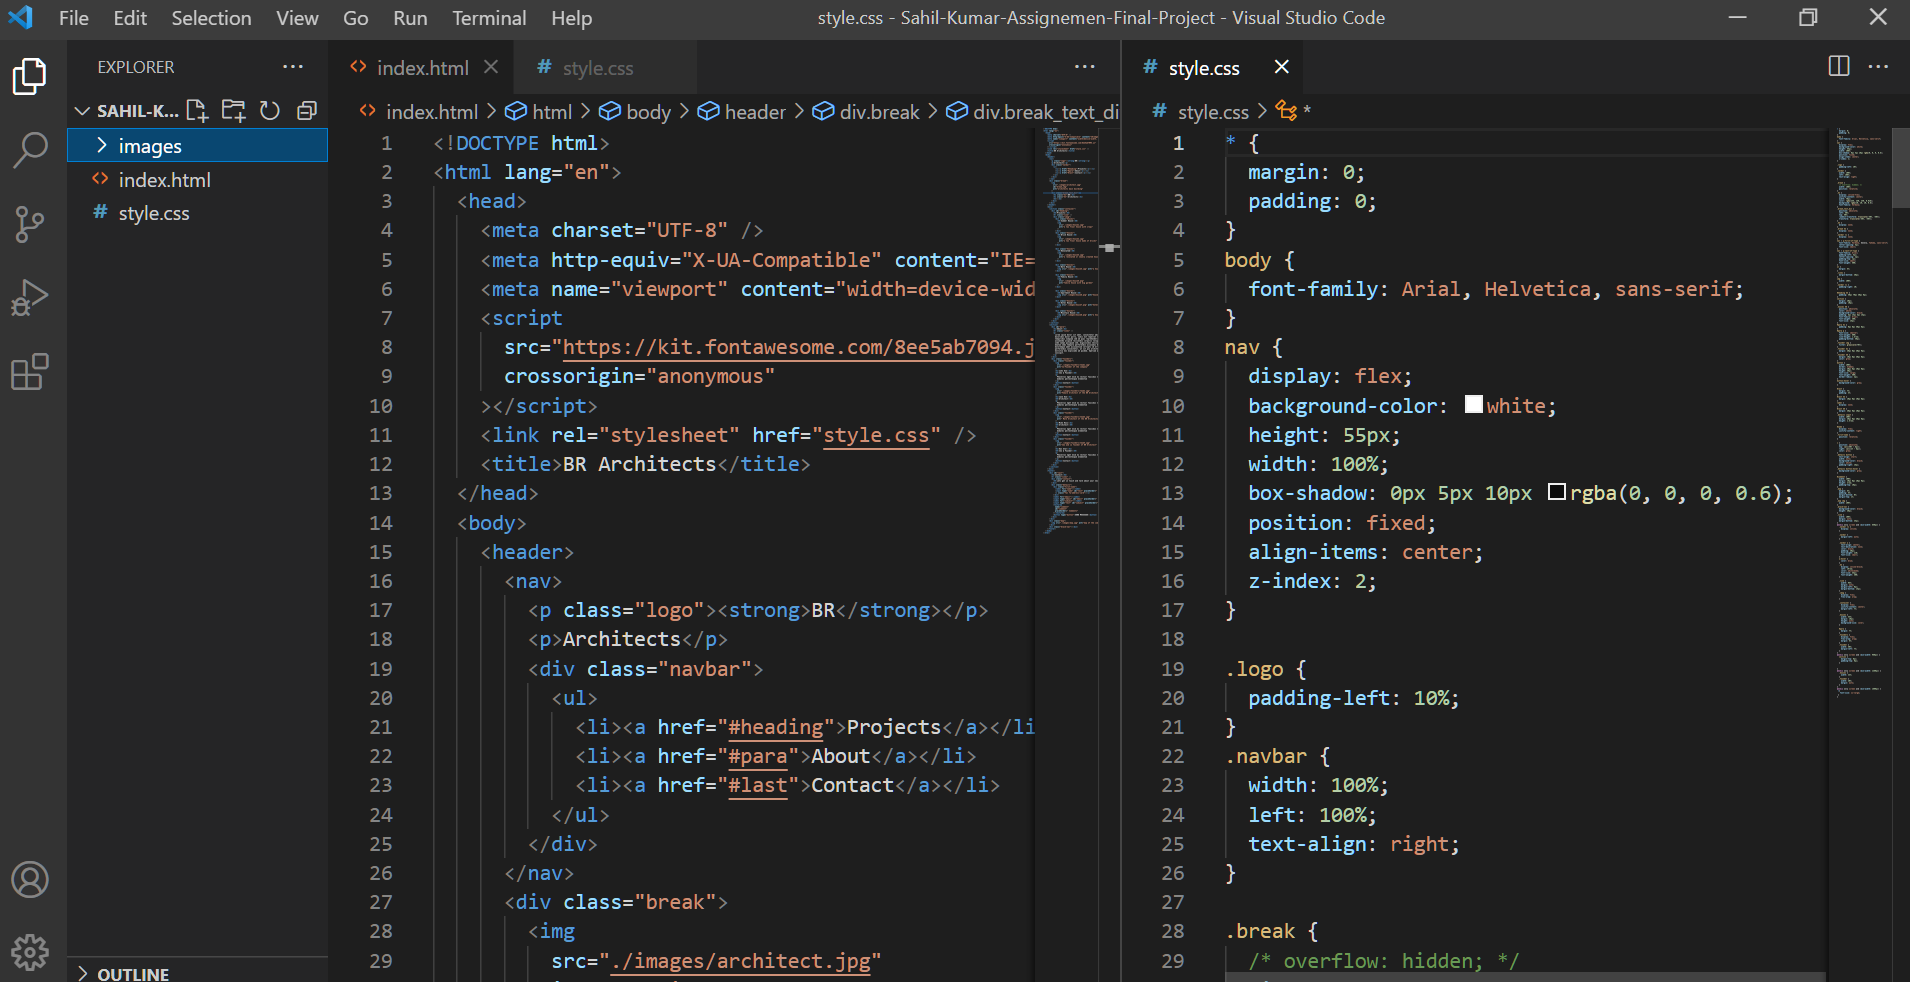 File Edit Selection View Go Run Terminal Help
style.css - Sahil-Kumar-Assignemen-Final-Project - Visual Studio Code
EXPLORER
SAHIL-K...
images
index.html
style.css
OUTLINE
index.html
style.css
index.html > html > body > header > div.break > div.break_text_di
1 <!DOCTYPE html>
2 <html lang="en">
3 <head>
4 <meta charset="UTF-8" />
5 <meta http-equiv="X-UA-Compatible" content="IE=
6 <meta name="viewport" content="width=device-wid
7 <script
8 src="https://kit.fontawesome.com/8ee5ab7094.j
9 crossorigin="anonymous"
10 ></script>
11 <link rel="stylesheet" href="style.css" />
12 <title>BR Architects</title>
13 </head>
14 <body>
15 <header>
16 <nav>
17 <p class="logo"><strong>BR</strong></p>
18 <p>Architects</p>
19 <div class="navbar">
20 <ul>
21 <li><a href="#heading">Projects</a></li
22 <li><a href="#para">About</a></li>
23 <li><a href="#last">Contact</a></li>
24 </ul>
25 </div>
26 </nav>
27 <div class="break">
28 <img
29 src="./images/architect.jpg"
style.css
style.css > *
1 * {
2 margin: 0;
3 padding: 0;
4 }
5 body {
6 font-family: Arial, Helvetica, sans-serif;
7 }
8 nav {
9 display: flex;
10 background-color: white;
11 height: 55px;
12 width: 100%;
13 box-shadow: 0px 5px 10px rgba(0, 0, 0, 0.6);
14 position: fixed;
15 align-items: center;
16 z-index: 2;
17 }
18
19 .logo {
20 padding-left: 10%;
21 }
22 .navbar {
23 width: 100%;
24 left: 100%;
25 text-align: right;
26 }
27
28 .break {
29 /* overflow: hidden; */